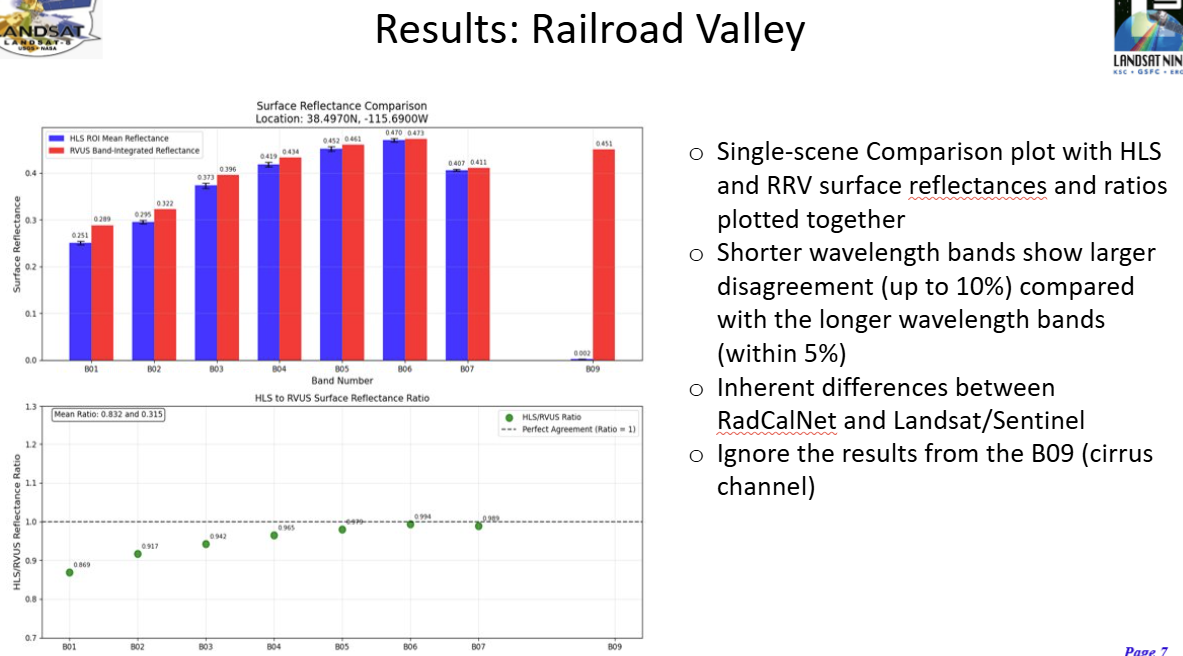 Results: Railroad Valley
ANDSAT
LANDSAT-8
USGS • NASA
LANDSAT NIN
KSC • GSFC • ERO
Surface Reflectance Comparison
Location: 38.4970N, -115.6900W
HLS ROI Mean Reflectance
RVUS Band-Integrated Reflectance
Surface Reflectance
0.4
0.3
0.2
0.1
0.0
0.251
0.289
0.295
0.322
0.373
0.396
0.419
0.434
0.452
0.461
0.470
0.473
0.407
0.411
0.002
0.451
B01
B02
B03
B04
B05
B06
B07
B09
Band Number
HLS to RVUS Surface Reflectance Ratio
Mean Ratio: 0.832 and 0.315
HLS/RVUS Ratio
Perfect Agreement (Ratio = 1)
HLS/RVUS Reflectance Ratio
1.3
1.2
1.1
1.0
0.9
0.8
0.7
0.869
0.917
0.942
0.965
0.979
0.994
0.989
B01
B02
B03
B04
B05
B06
B07
B09
Single-scene Comparison plot with HLS
and RRV surface reflectances and ratios
plotted together
Shorter wavelength bands show larger
disagreement (up to 10%) compared
with the longer wavelength bands
(within 5%)
Inherent differences between
RadCalNet and Landsat/Sentinel
Ignore the results from the B09 (cirrus
channel)
Page 7